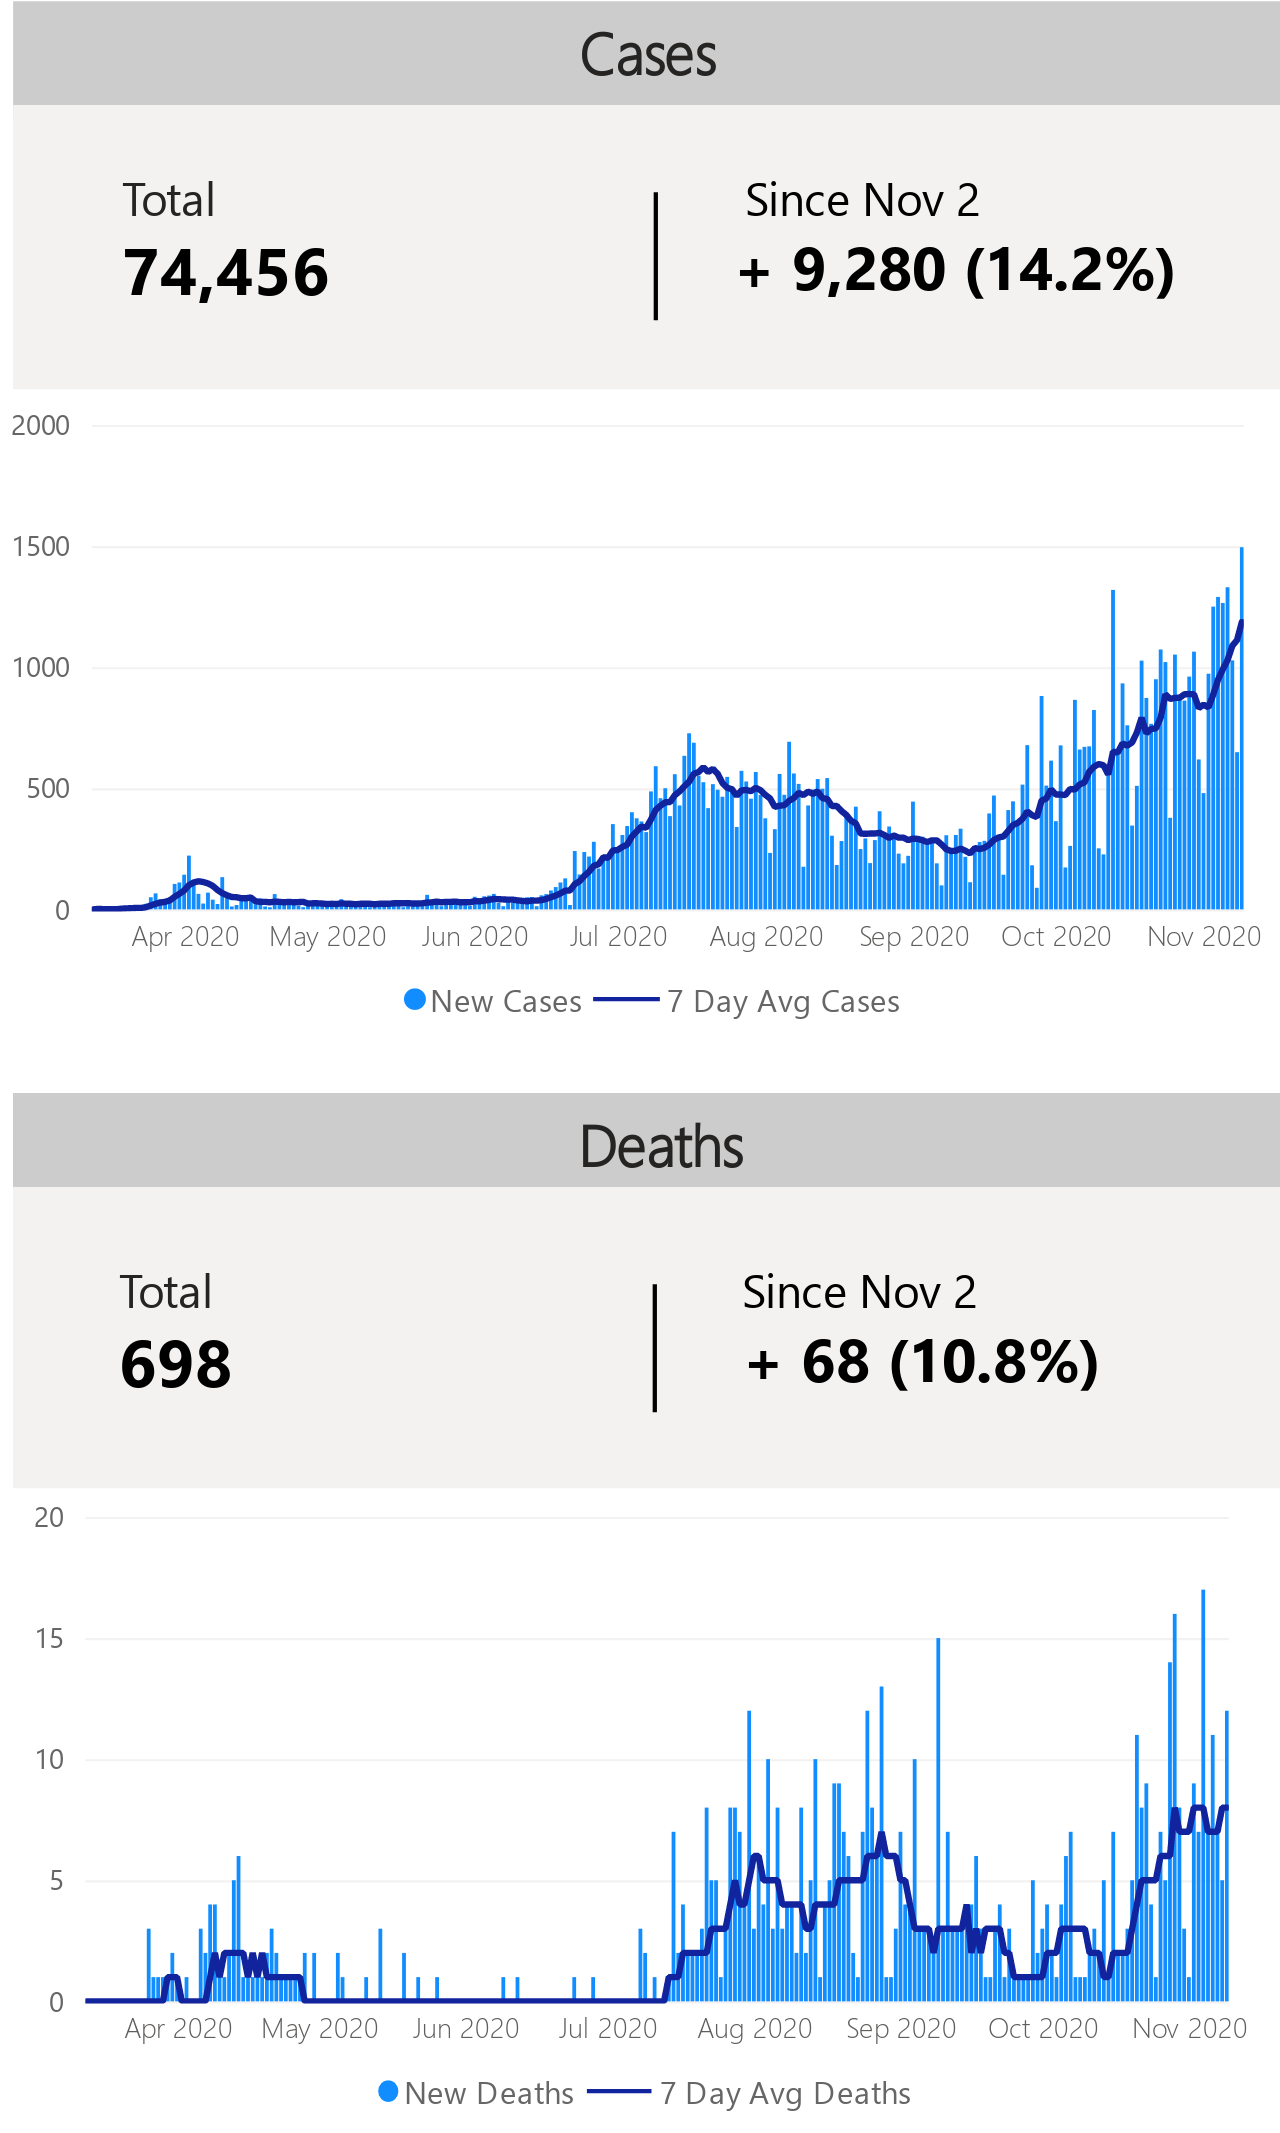 Cases
Total
Since Nov 2
74,456
+ 9,280 (14.2%)
2000
1500
1000
500
0
Apr 2020 May 2020 Jun 2020 Jul 2020 Aug 2020 Sep 2020 Oct 2020 Nov 2020
New Cases 7 Day Avg Cases
Deaths
Total
Since Nov 2
698
+ 68 (10.8%)
20
15
10
5
0
Apr 2020 May 2020 Jun 2020 Jul 2020 Aug 2020 Sep 2020 Oct 2020 Nov 2020
New Deaths 7 Day Avg Deaths